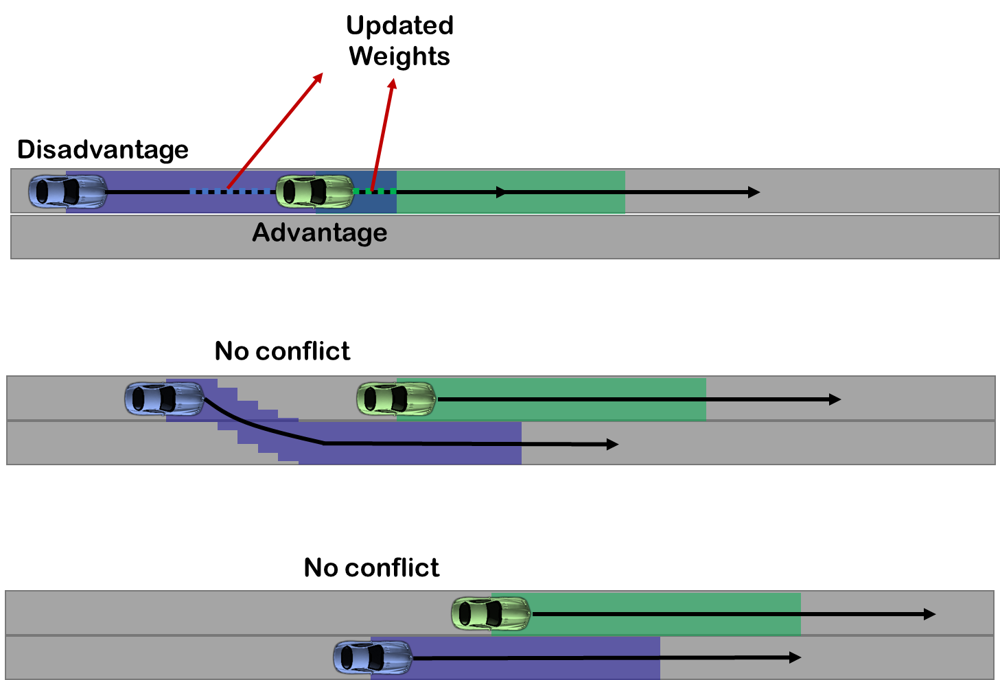 Updated
Weights
Disadvantage
Advantage
No conflict
No conflict